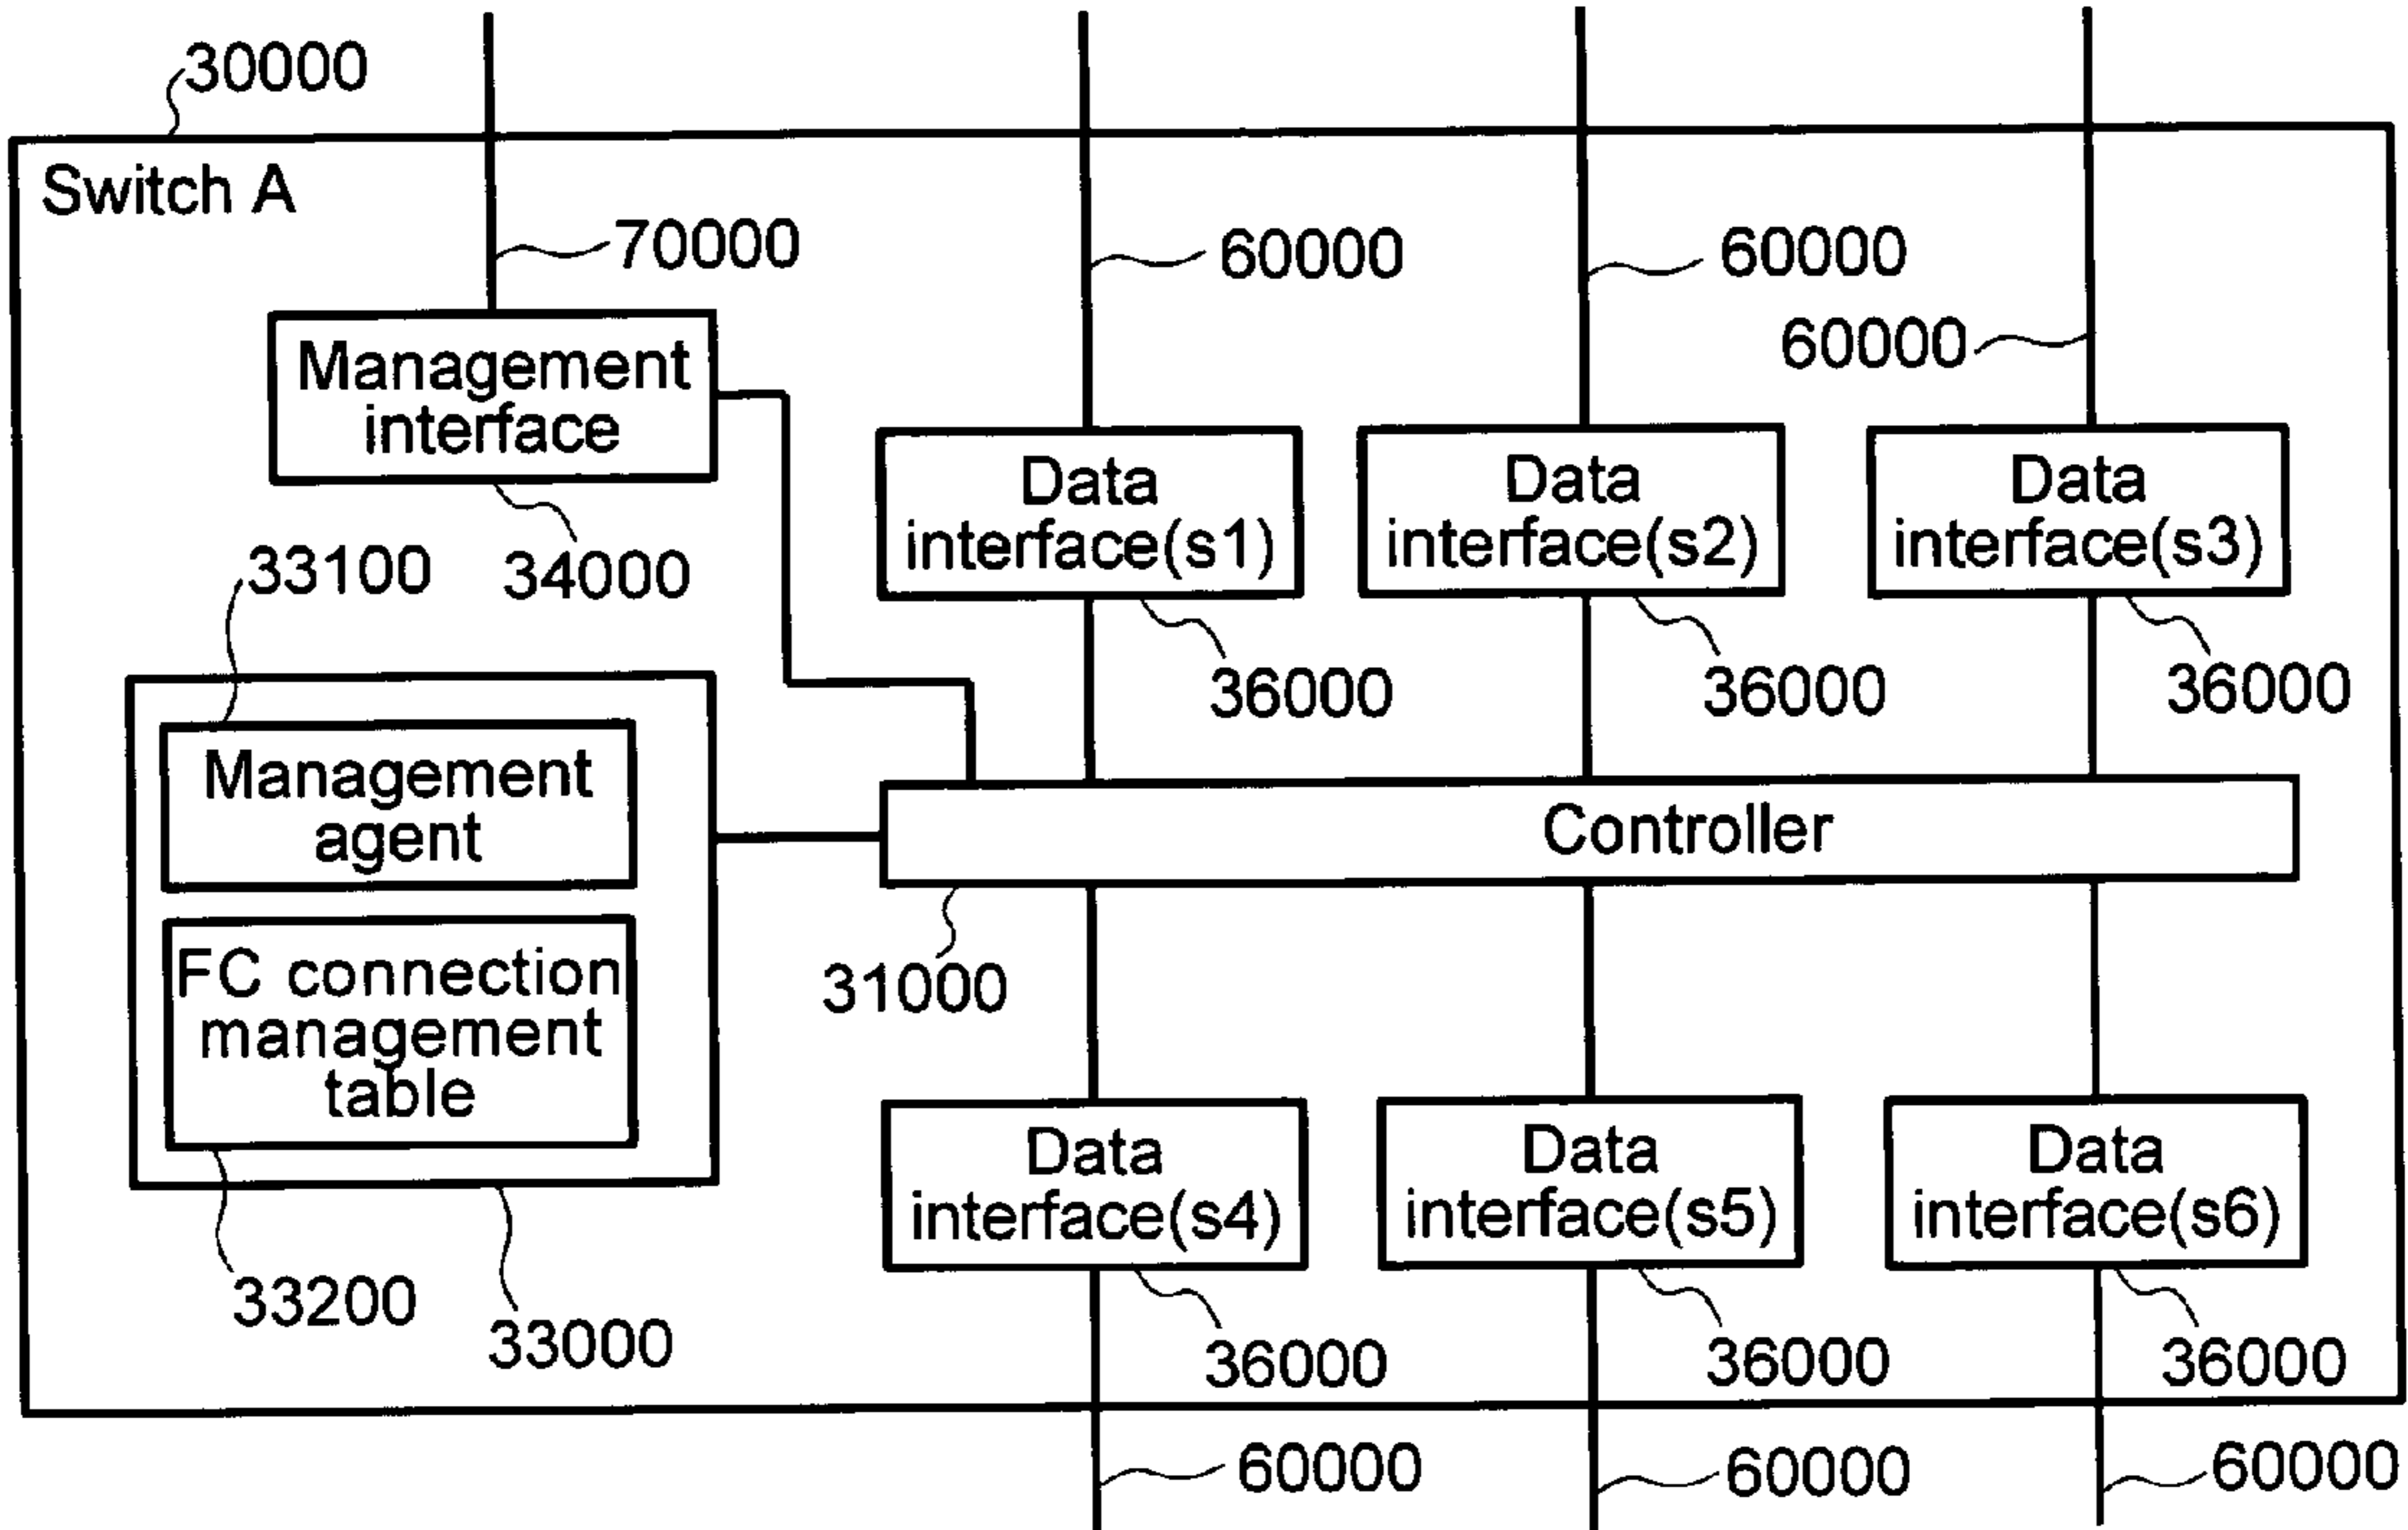 30000
Switch A
70000
60000
60000
60000
Management
interface
34000
Data
interface(s1)
Data
interface(s2)
Data
interface(s3)
36000
36000
36000
33100
Management
agent
FC connection
management
table
33200
33000
Controller
31000
Data
interface(s4)
Data
interface(s5)
Data
interface(s6)
36000
36000
36000
60000
60000
60000